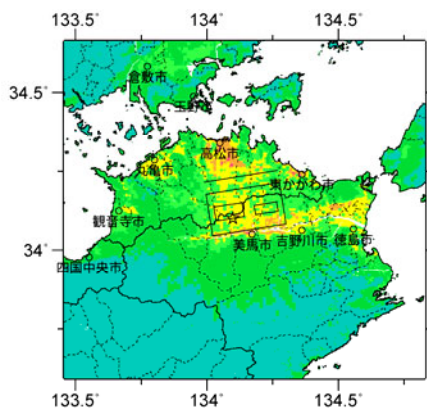 133.5˚ 134˚ 134.5˚
倉敷市
34.5˚
玉野市
高松市
丸亀市
東かがわ市
観音寺市
美馬市 吉野川市 徳島市
34˚
四国中央市
133.5˚ 134˚ 134.5˚